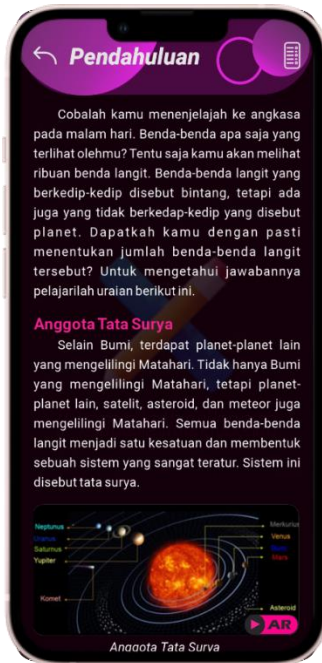 Pendahuluan
Cobalah kamu menenjelajah ke angkasa
pada malam hari. Benda-benda apa saja yang
terlihat olehmu? Tentu saja kamu akan melihat
ribuan benda langit. Benda-benda langit yang
berkedip-kedip disebut bintang, tetapi ada
juga yang tidak berkedap-kedip yang disebut
planet. Dapatkah kamu dengan pasti
menentukan jumlah benda-benda langit
tersebut? Untuk mengetahui jawabannya
pelajarilah uraian berikut ini.
Anggota Tata Surya
Selain Bumi, terdapat planet-planet lain
yang mengelilingi Matahari. Tidak hanya Bumi
yang mengelilingi Matahari, tetapi planet-
planet lain, satelit, asteroid, dan meteor juga
mengelilingi Matahari. Semua benda-benda
langit menjadi satu kesatuan dan membentuk
sebuah sistem yang sangat teratur. Sistem ini
disebut tata surya.
Neptunus
Uranus
Saturnus
Yupiter
Komet
Merkurius
Venus
Bumi
Mars
Asteroid
AR
Anggota Tata Surya